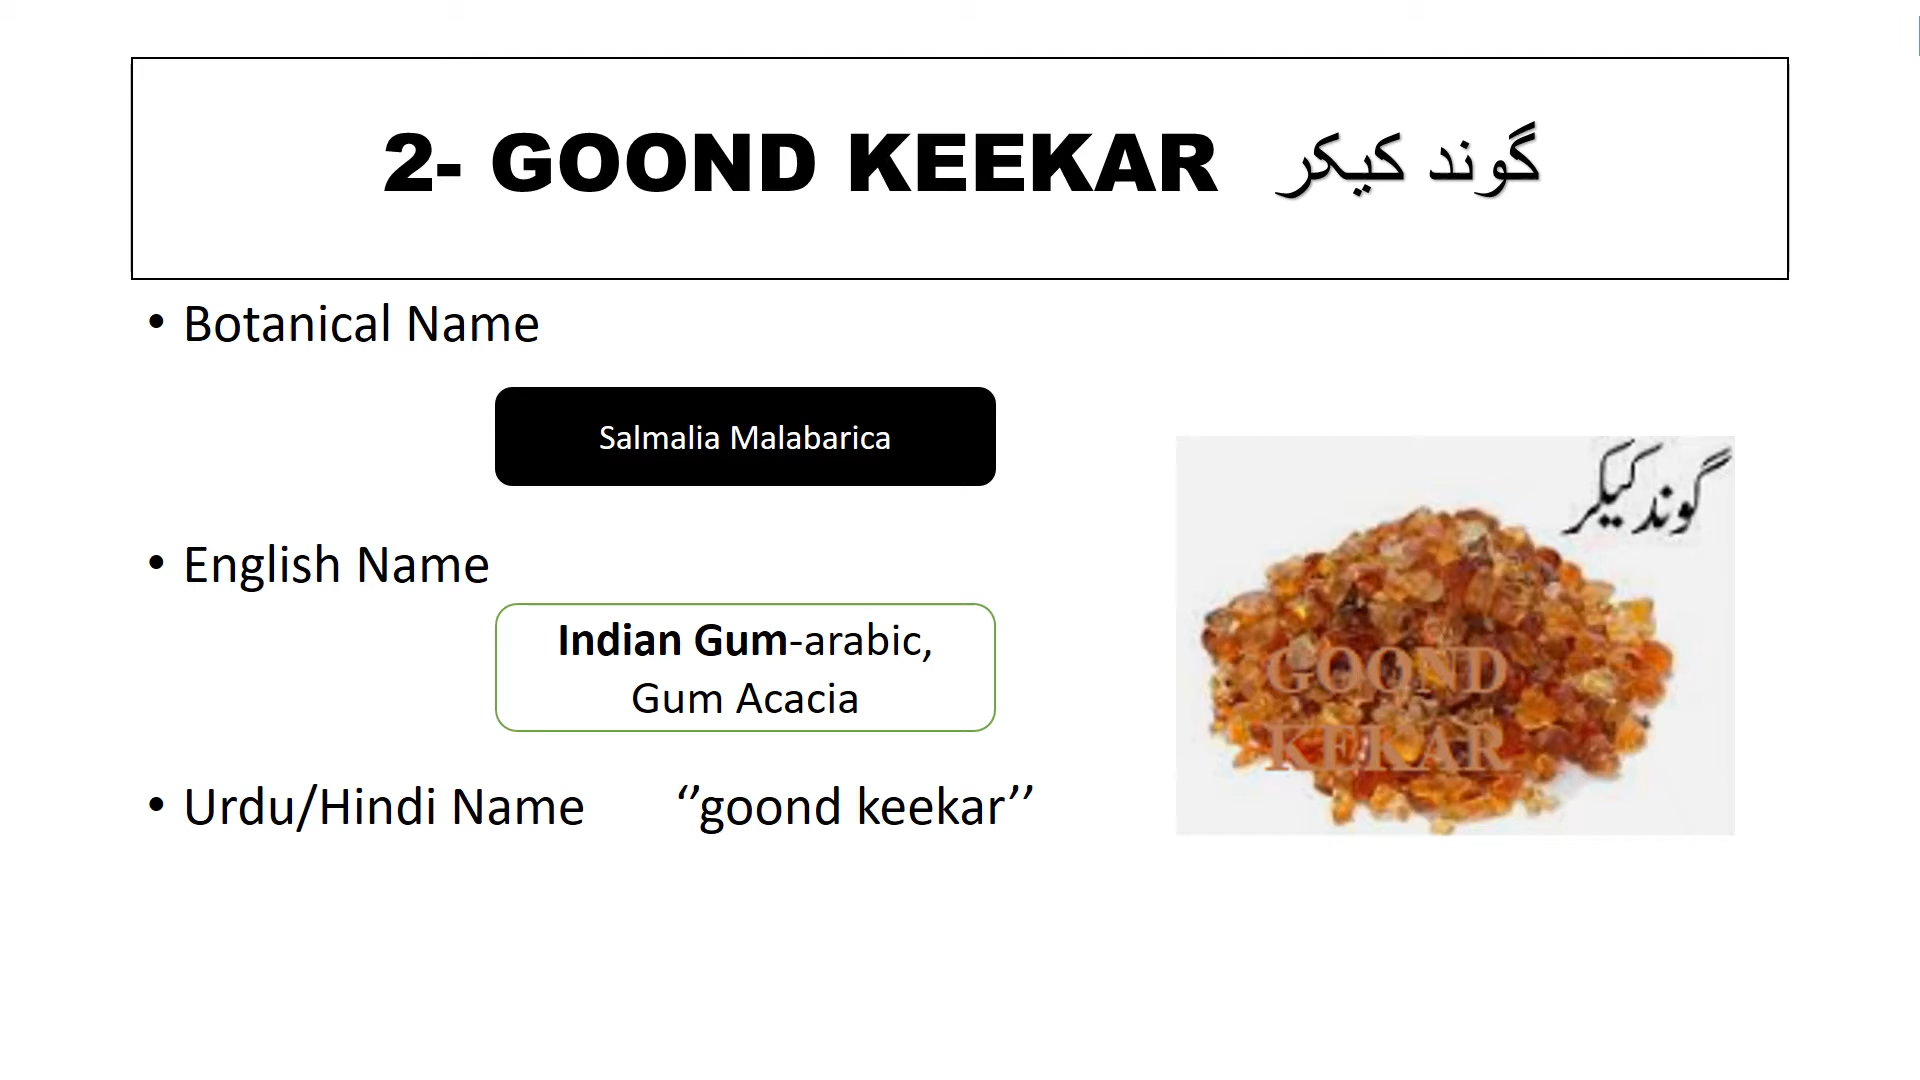 2- GOOND KEEKAR گوند کیکر
• Botanical Name
Salmalia Malabarica
• English Name
Indian Gum-arabic,
Gum Acacia
• Urdu/Hindi Name ‘’goond keekar’’
گوند کیکر
GOOND
KEKAR